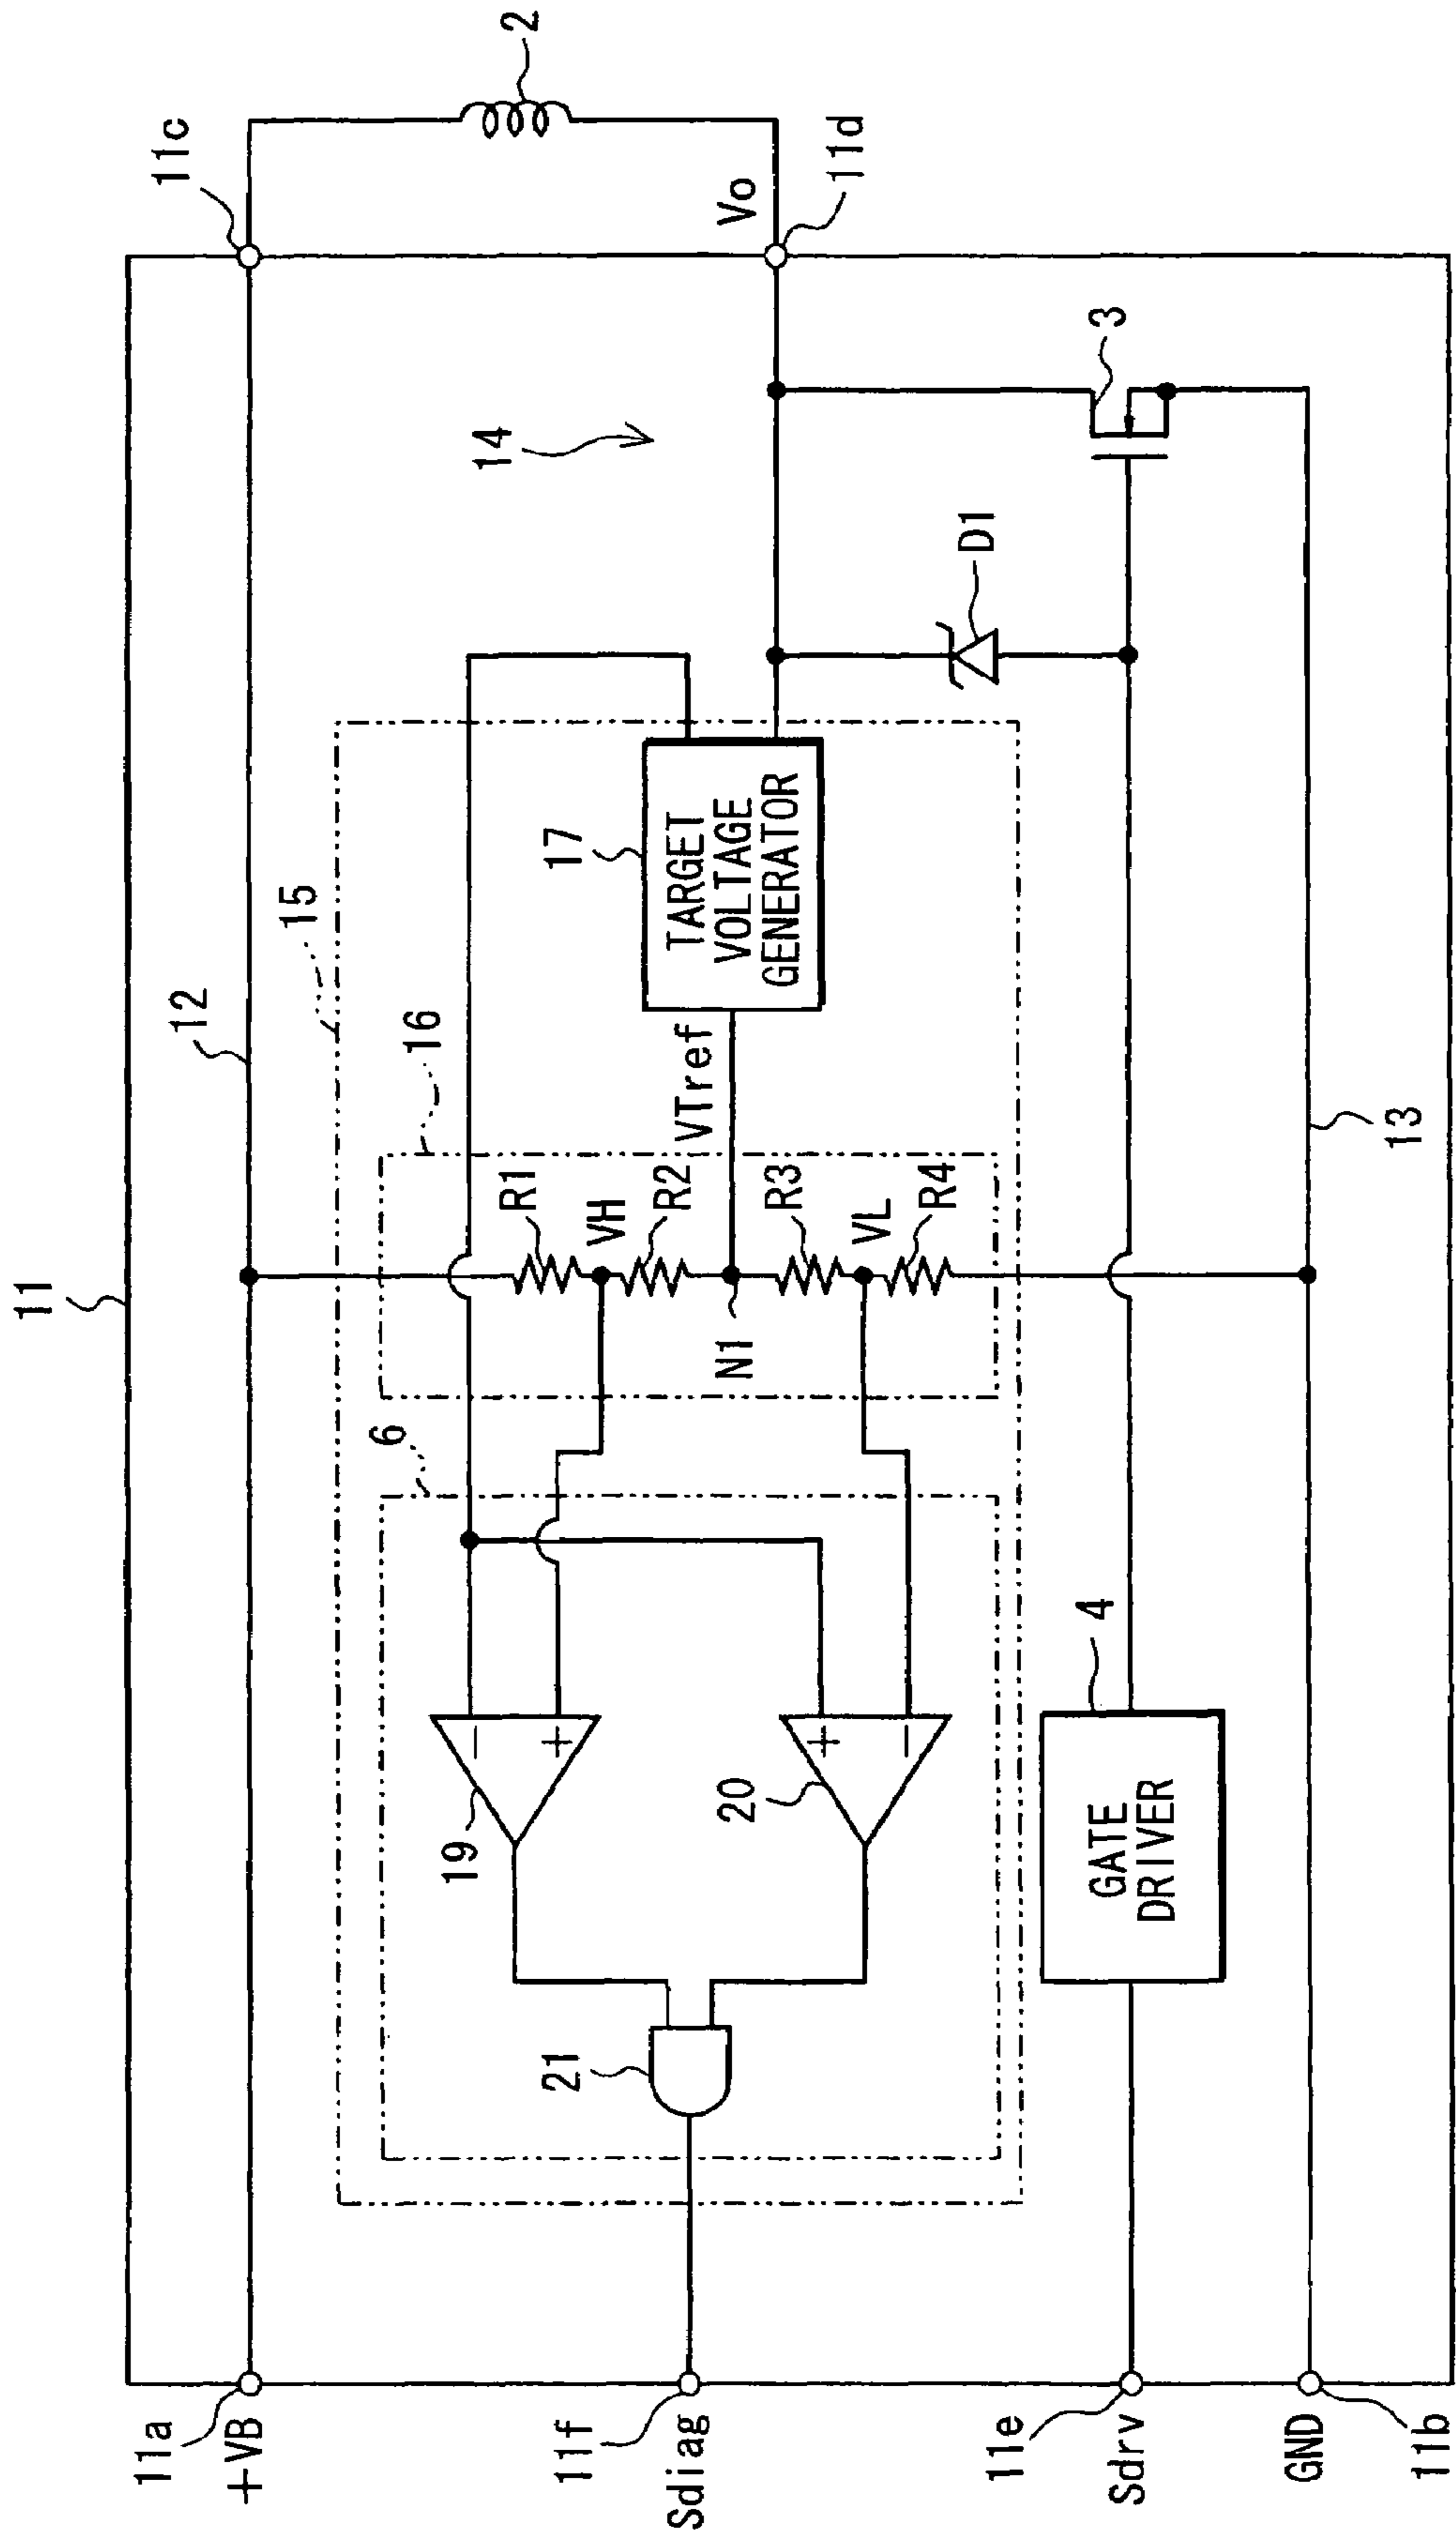 11
12
11c
2
15
14
16
17
TARGET
VOLTAGE
GENERATOR
Vo
11d
6
R1
VH
R2
VTref
N1
R3
VL
R4
D1
3
19
20
21
4
GATE
DRIVER
13
11a
+VB
11f
Sdiag
11e
Sdrv
GND
11b